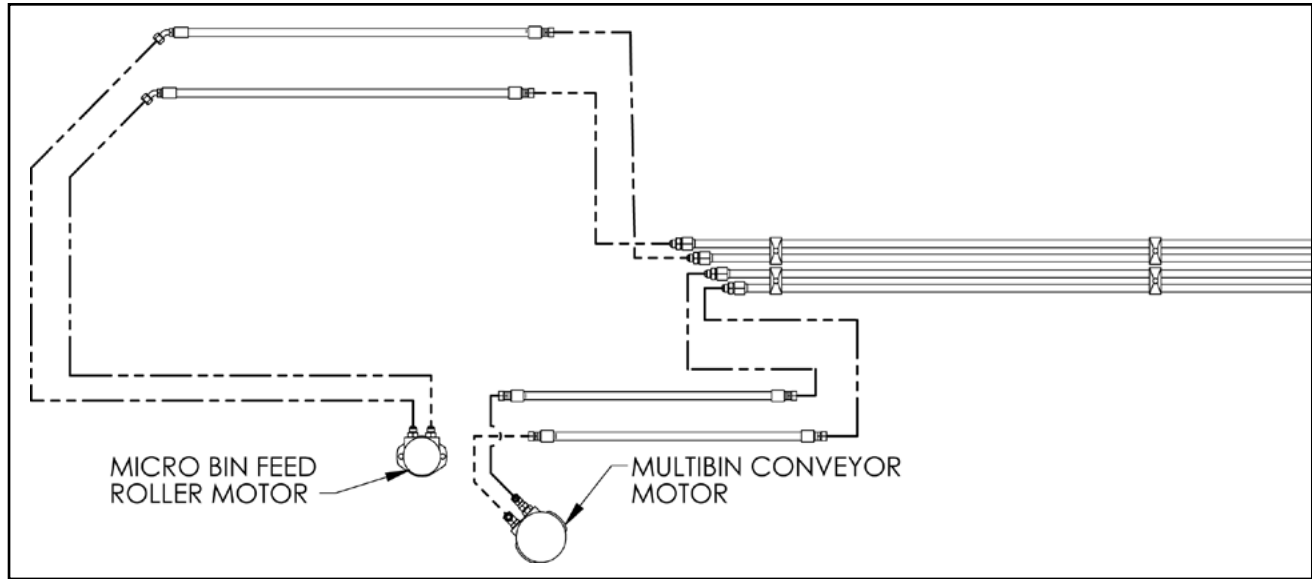 MICRO BIN FEED
ROLLER MOTOR
MULTIBIN CONVEYOR
MOTOR